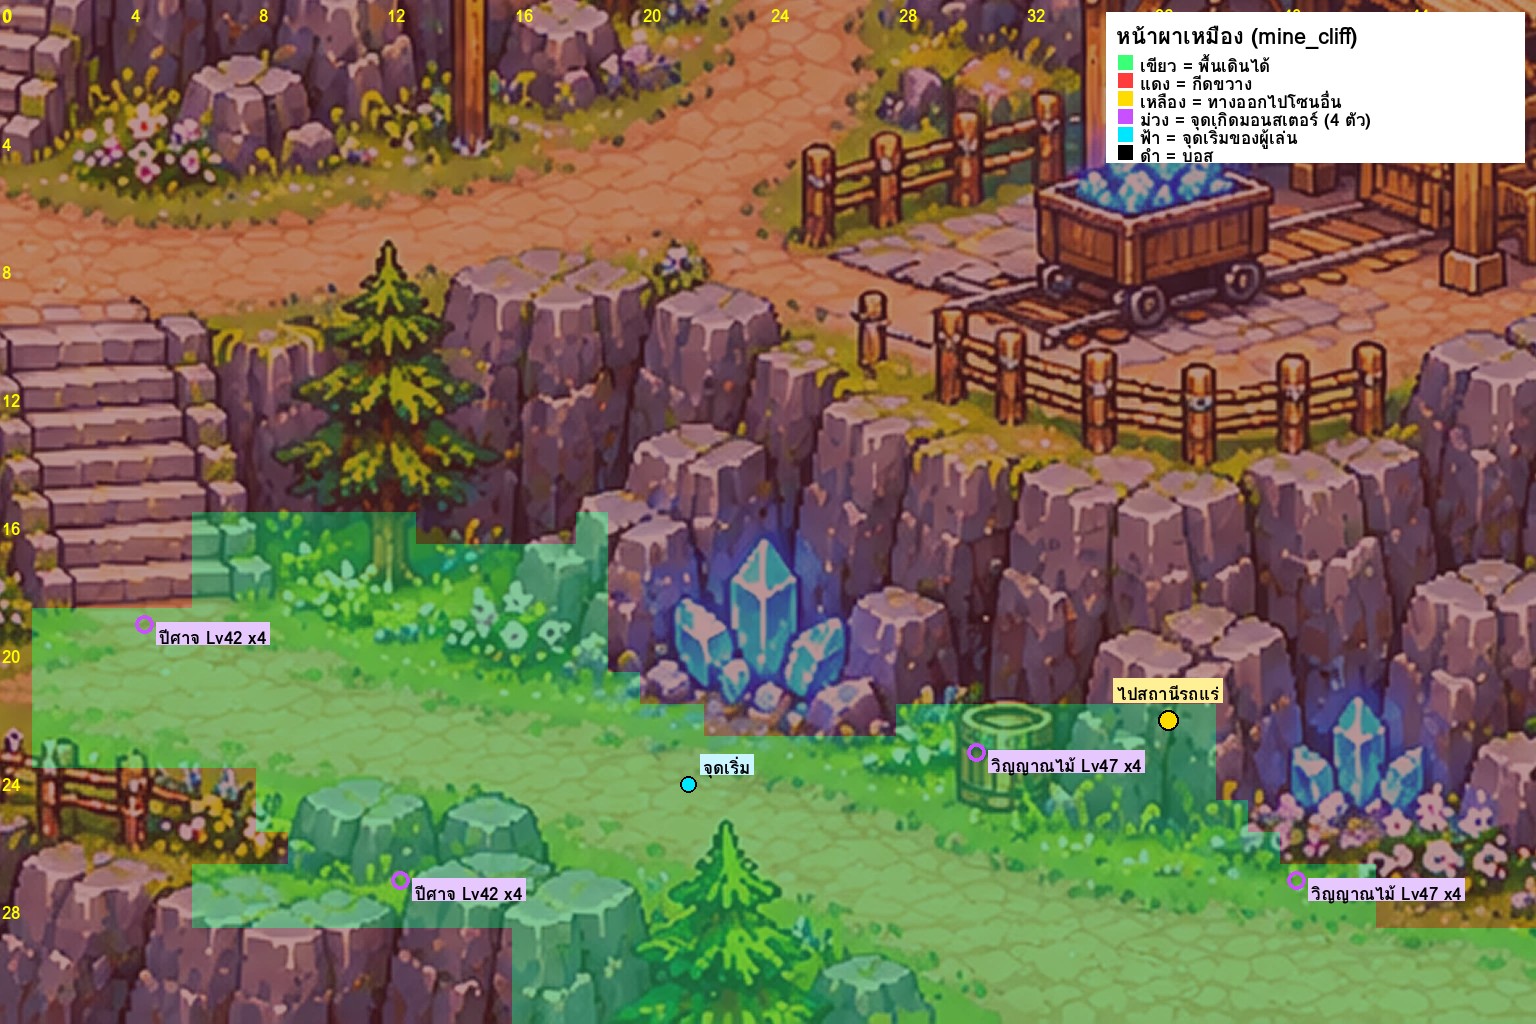 0 4 8 12 16 20 24 28 32
หน้าผาเหมือง (mine_cliff)
เขียว = พื้นเดินได้
แดง = กีดขวาง
เหลือง = ทางออกไปโซนอื่น
ม่วง = จุดเกิดมอนสเตอร์ (4 ตัว)
ฟ้า = จุดเริ่มของผู้เล่น
ดำ = บอส
4
8
12
16
ปีศาจ Lv42 x4
20
ไปสถานีรถแร่
จุดเริ่ม
วิญญาณไม้ Lv47 x4
24
ปีศาจ Lv42 x4
วิญญาณไม้ Lv47 x4
28